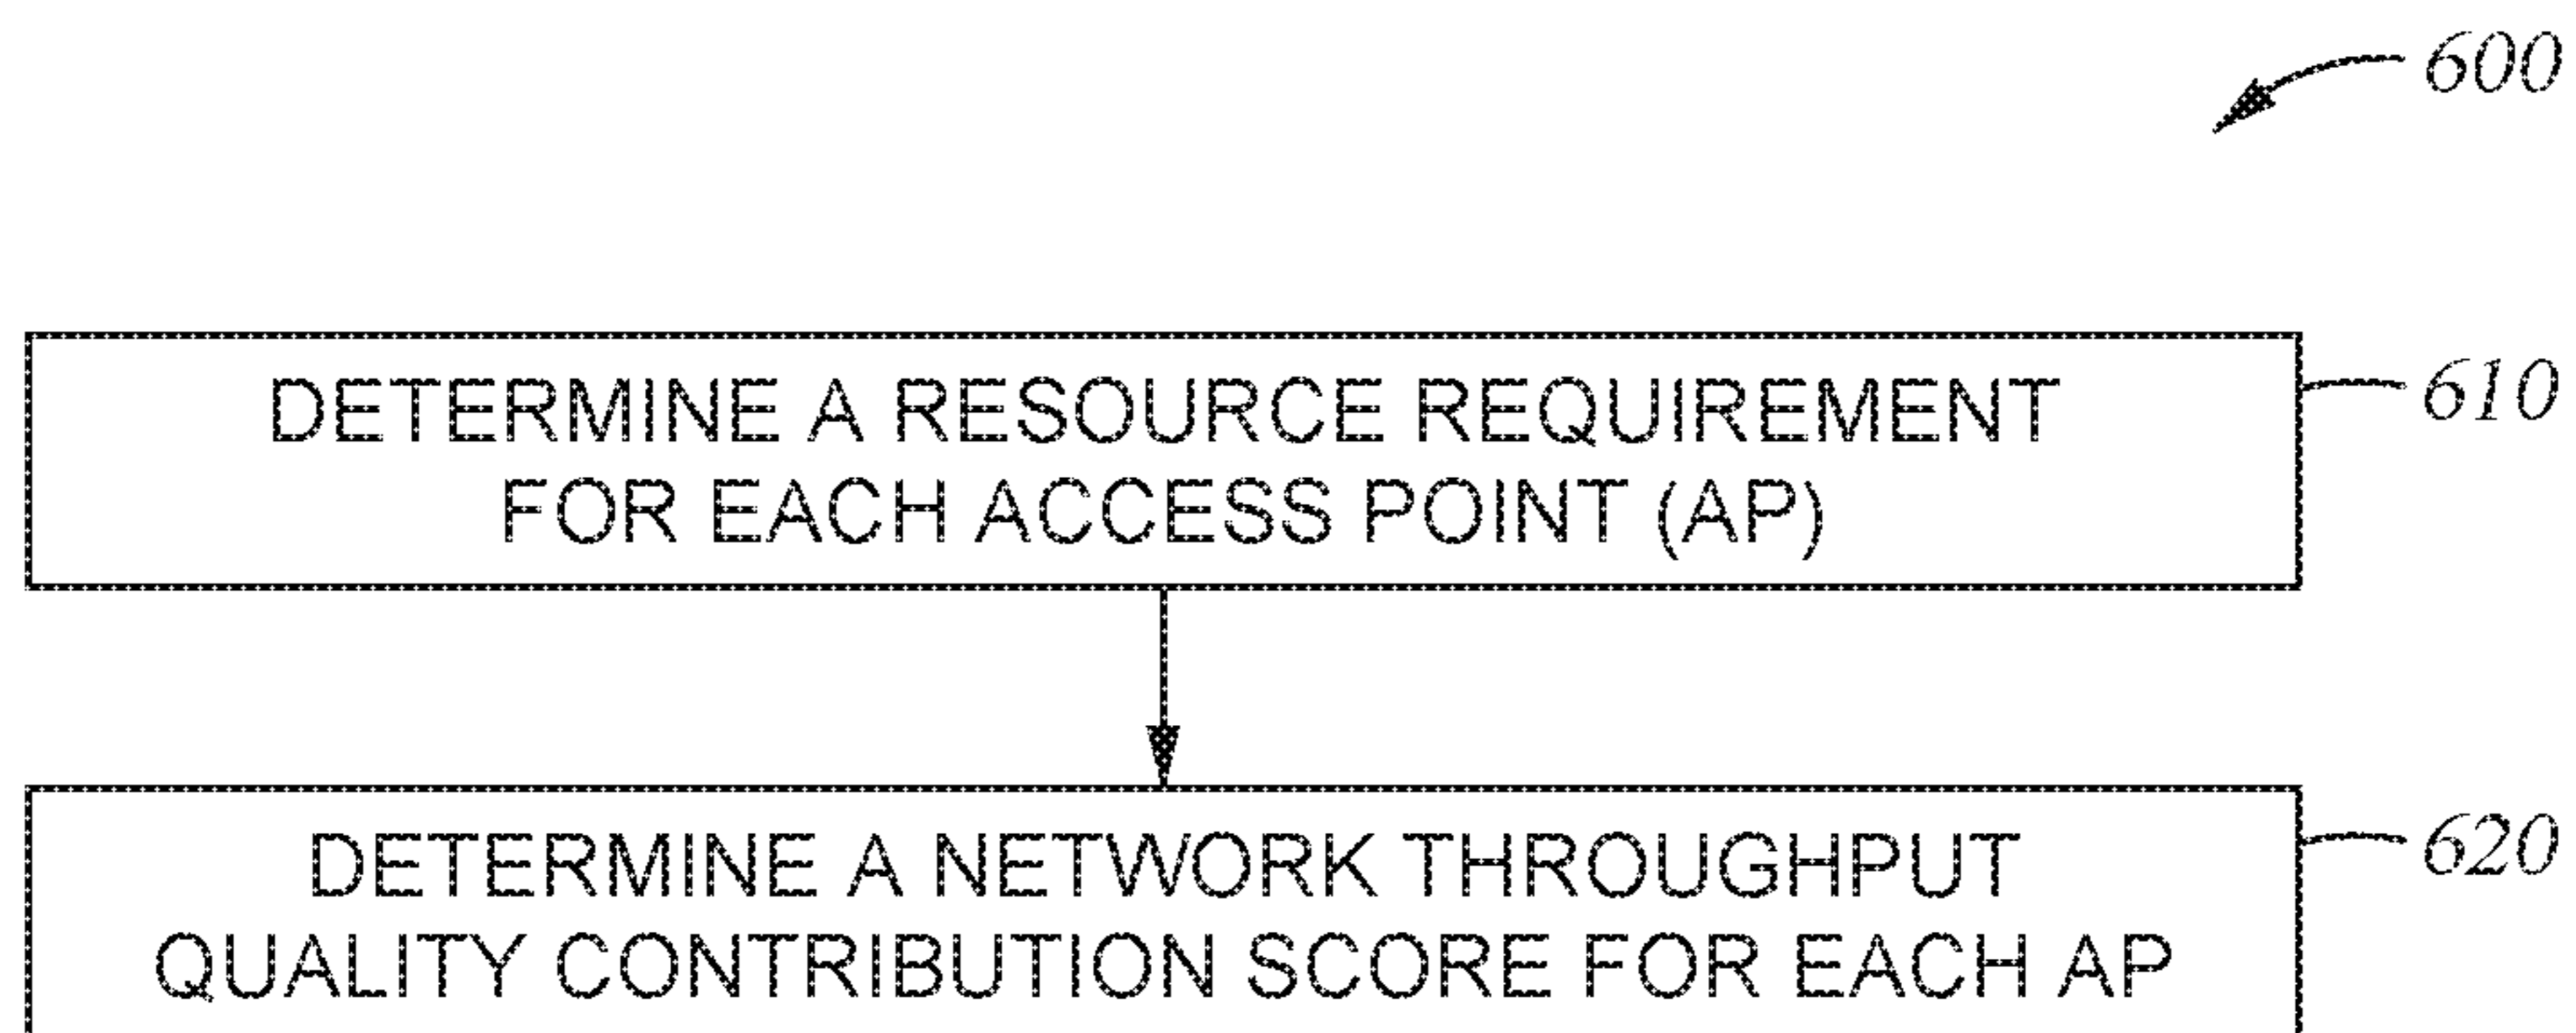 600
DETERMINE A RESOURCE REQUIREMENT
FOR EACH ACCESS POINT (AP)
610
DETERMINE A NETWORK THROUGHPUT
QUALITY CONTRIBUTION SCORE FOR EACH AP
620